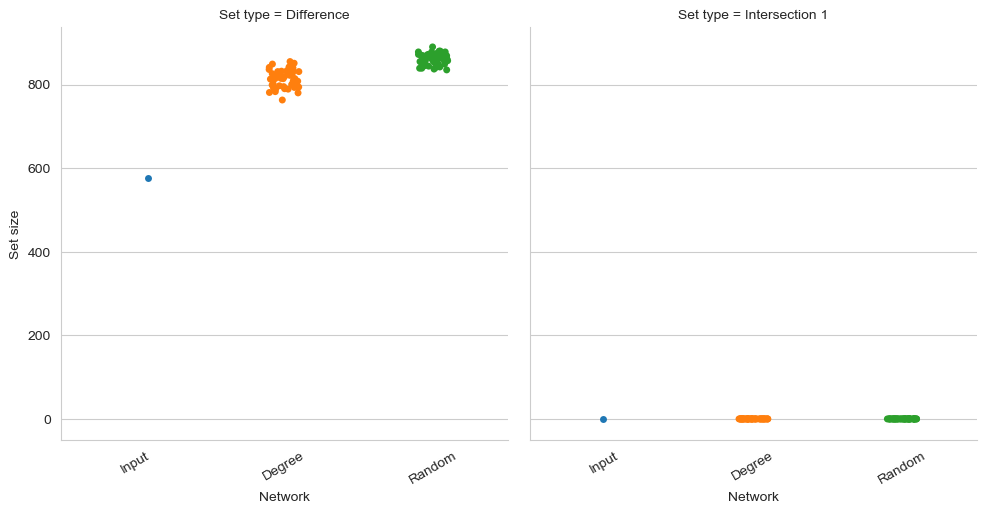 Set type = Difference
Set type = Intersection 1
Set size
800
600
400
200
0
Input
Degree
Random
Network
Input
Degree
Random
Network